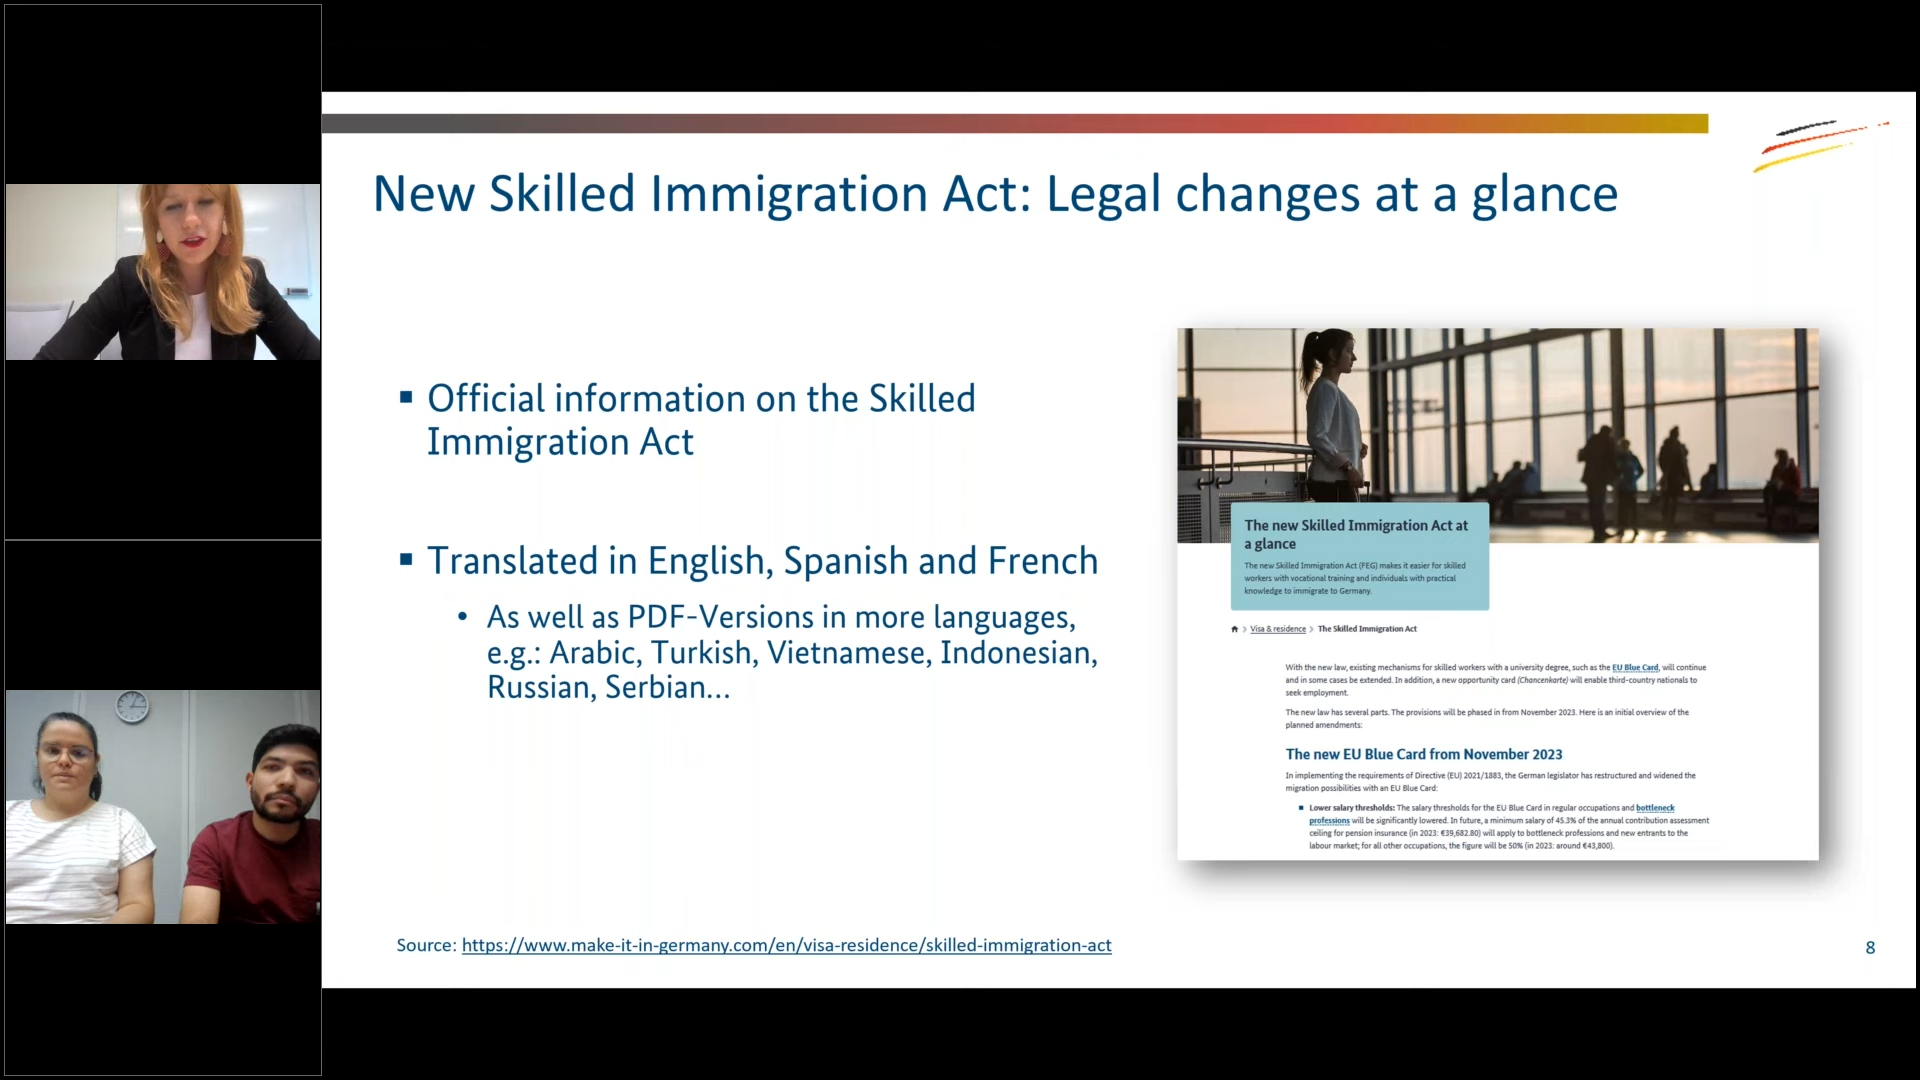 New Skilled Immigration Act: Legal changes at a glance
▪ Official information on the Skilled
Immigration Act
▪ Translated in English, Spanish and French
• As well as PDF-Versions in more languages,
e.g.: Arabic, Turkish, Vietnamese, Indonesian,
Russian, Serbian...
The new Skilled Immigration Act at
a glance
The new Skilled Immigration Act (FEG) makes it easier for skilled
workers with vocational training and individuals with practical
knowledge to immigrate to Germany.
Visa & residence > The Skilled Immigration Act
With the new law, existing mechanisms for skilled workers with a university degree, such as the EU Blue Card, will continue
and in some cases be extended. In addition, a new opportunity card (Chancenkarte) will enable third-country nationals to
seek employment.
The new law has several parts. The provisions will be phased in from November 2023. Here is an initial overview of the
planned amendments:
The new EU Blue Card from November 2023
In implementing the requirements of Directive (EU) 2021/1883, the German legislator has restructured and widened the
migration possibilities with an EU Blue Card:
▪ Lower salary thresholds: The salary thresholds for the EU Blue Card in regular occupations and bottleneck
professions will be significantly lowered. In future, a minimum salary of 45.3% of the annual contribution assessment
ceiling for pension insurance (in 2023: €39,682.80) will apply to bottleneck professions and new entrants to the
labour market; for all other occupations, the figure will be 50% (in 2023: around €43,800).
Source: https://www.make-it-in-germany.com/en/visa-residence/skilled-immigration-act
8